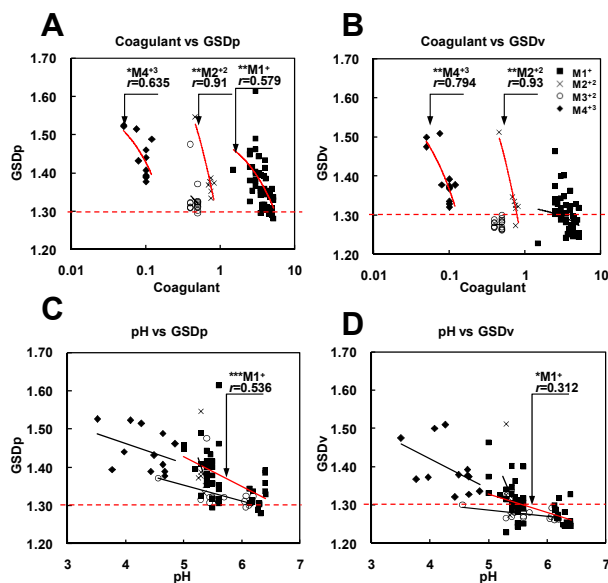 A
Coagulant vs GSDp
*M4+3
r=0.635
**M2+2
r=0.91
**M1+
r=0.579
GSDp
1.70
1.60
1.50
1.40
1.30
1.20
0.01
0.1
1
10
Coagulant
B
Coagulant vs GSDv
**M4+3
r=0.794
**M2+2
r=0.93
M1+
M2+2
M3+2
M4+3
GSDv
1.70
1.60
1.50
1.40
1.30
1.20
0.01
0.1
1
10
Coagulant
C
pH vs GSDp
***M1+
r=0.536
GSDp
1.70
1.60
1.50
1.40
1.30
1.20
3
4
5
6
7
pH
D
pH vs GSDv
*M1+
r=0.312
GSDv
1.70
1.60
1.50
1.40
1.30
1.20
3
4
5
6
7
pH